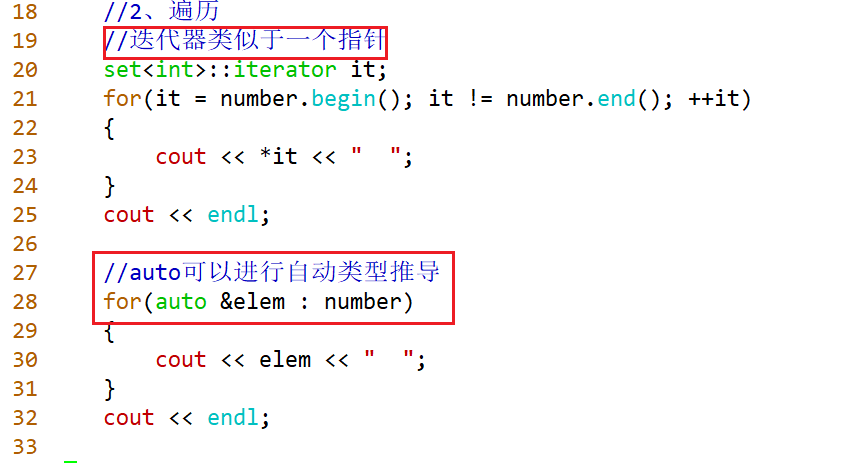 18 //2、遍历
19 //迭代器类似于一个指针
20 set<int>::iterator it;
21 for(it = number.begin(); it != number.end(); ++it)
22 {
23     cout << *it << "  ";
24 }
25 cout << endl;
26
27 //auto可以进行自动类型推导
28 for(auto &elem : number)
29 {
30     cout << elem << "  ";
31 }
32 cout << endl;
33